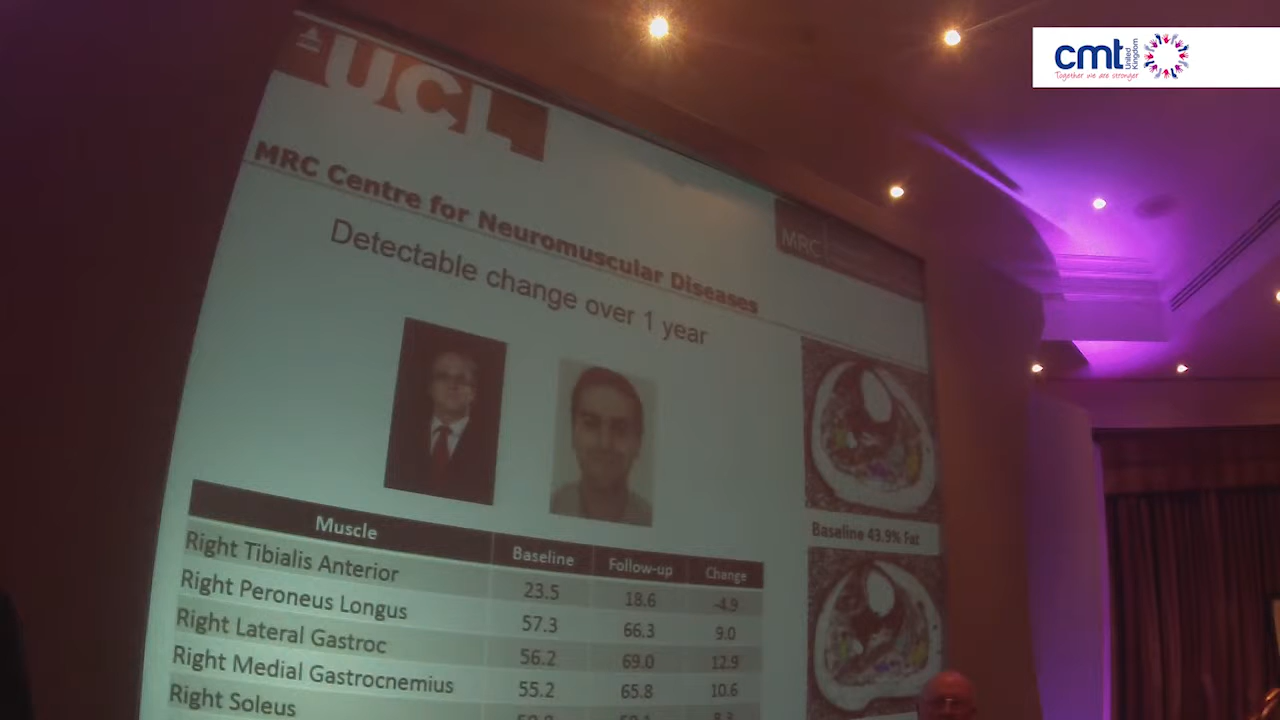 cmt
United Kingdom
Together we are stronger
UCL
MRC Centre for Neuromuscular Diseases
MRC
Detectable change over 1 year
Baseline 43.9% Fat
Muscle Baseline Follow-up Change
Right Tibialis Anterior 23.5 18.6 -4.9
Right Peroneus Longus 57.3 66.3 9.0
Right Lateral Gastroc 56.2 69.0 12.9
Right Medial Gastrocnemius 55.2 65.8 10.6
Right Soleus